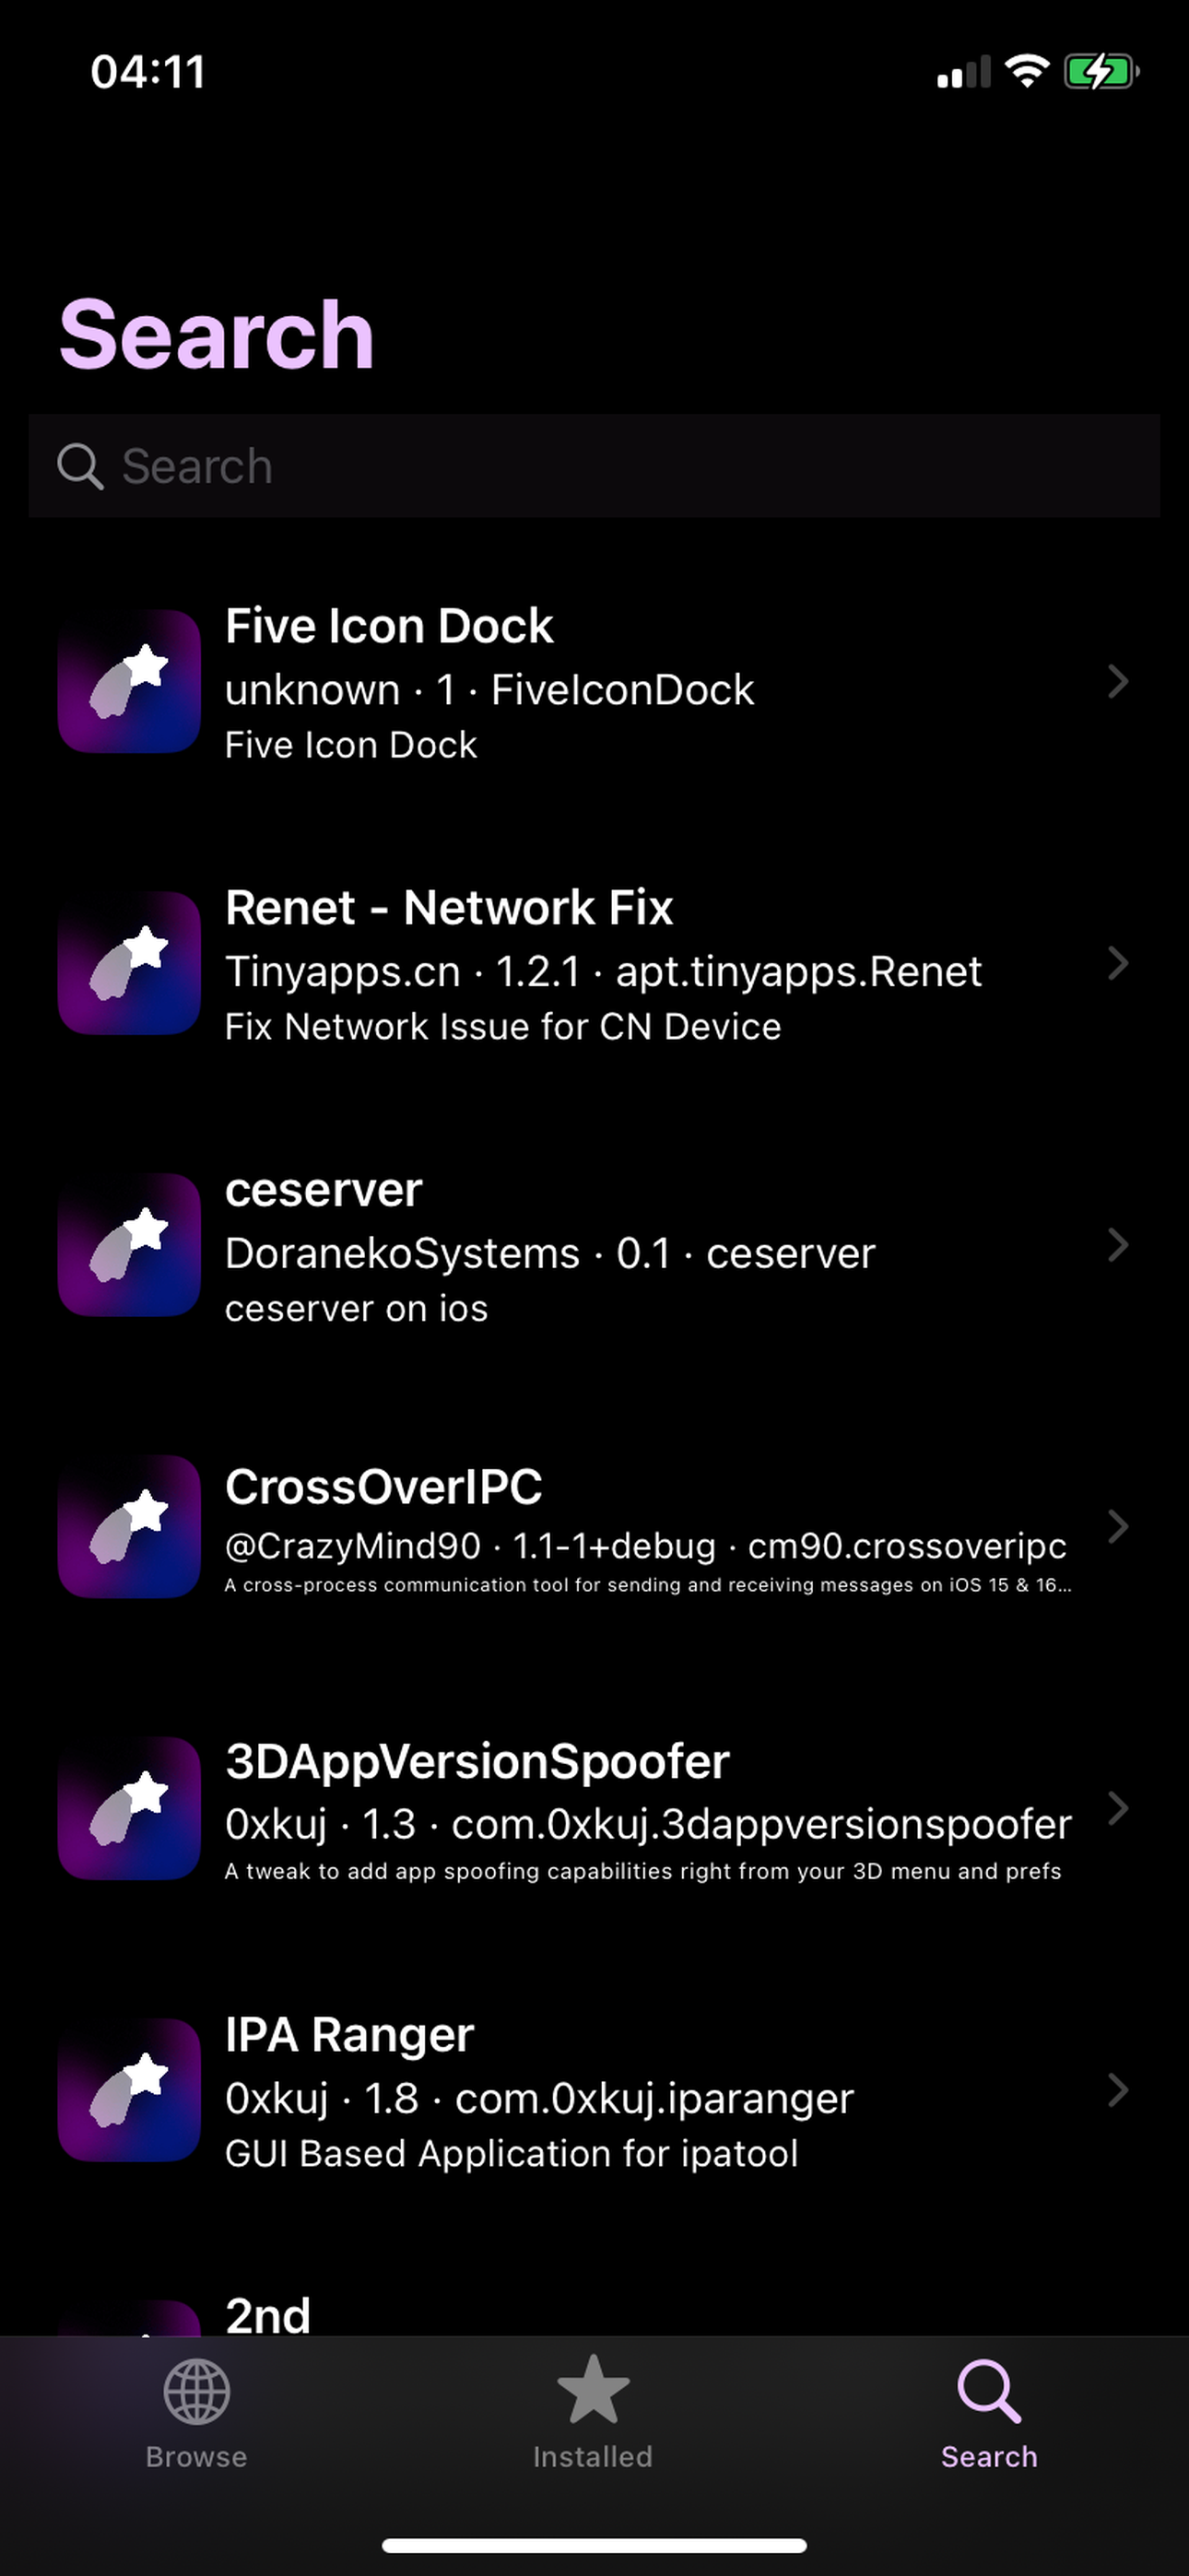 04:11
Search
Search
Five Icon Dock
unknown · 1 · FiveIconDock
Five Icon Dock
Renet - Network Fix
Tinyapps.cn · 1.2.1 · apt.tinyapps.Renet
Fix Network Issue for CN Device
ceserver
DoranekoSystems · 0.1 · ceserver
ceserver on ios
CrossOverIPC
@CrazyMind90 · 1.1-1+debug · cm90.crossoveripc
A cross-process communication tool for sending and receiving messages on iOS 15 & 16...
3DAppVersionSpoofer
0xkuj · 1.3 · com.0xkuj.3dappversionspoofer
A tweak to add app spoofing capabilities right from your 3D menu and prefs
IPA Ranger
0xkuj · 1.8 · com.0xkuj.iparanger
GUI Based Application for ipatool
2nd
Browse
Installed
Search